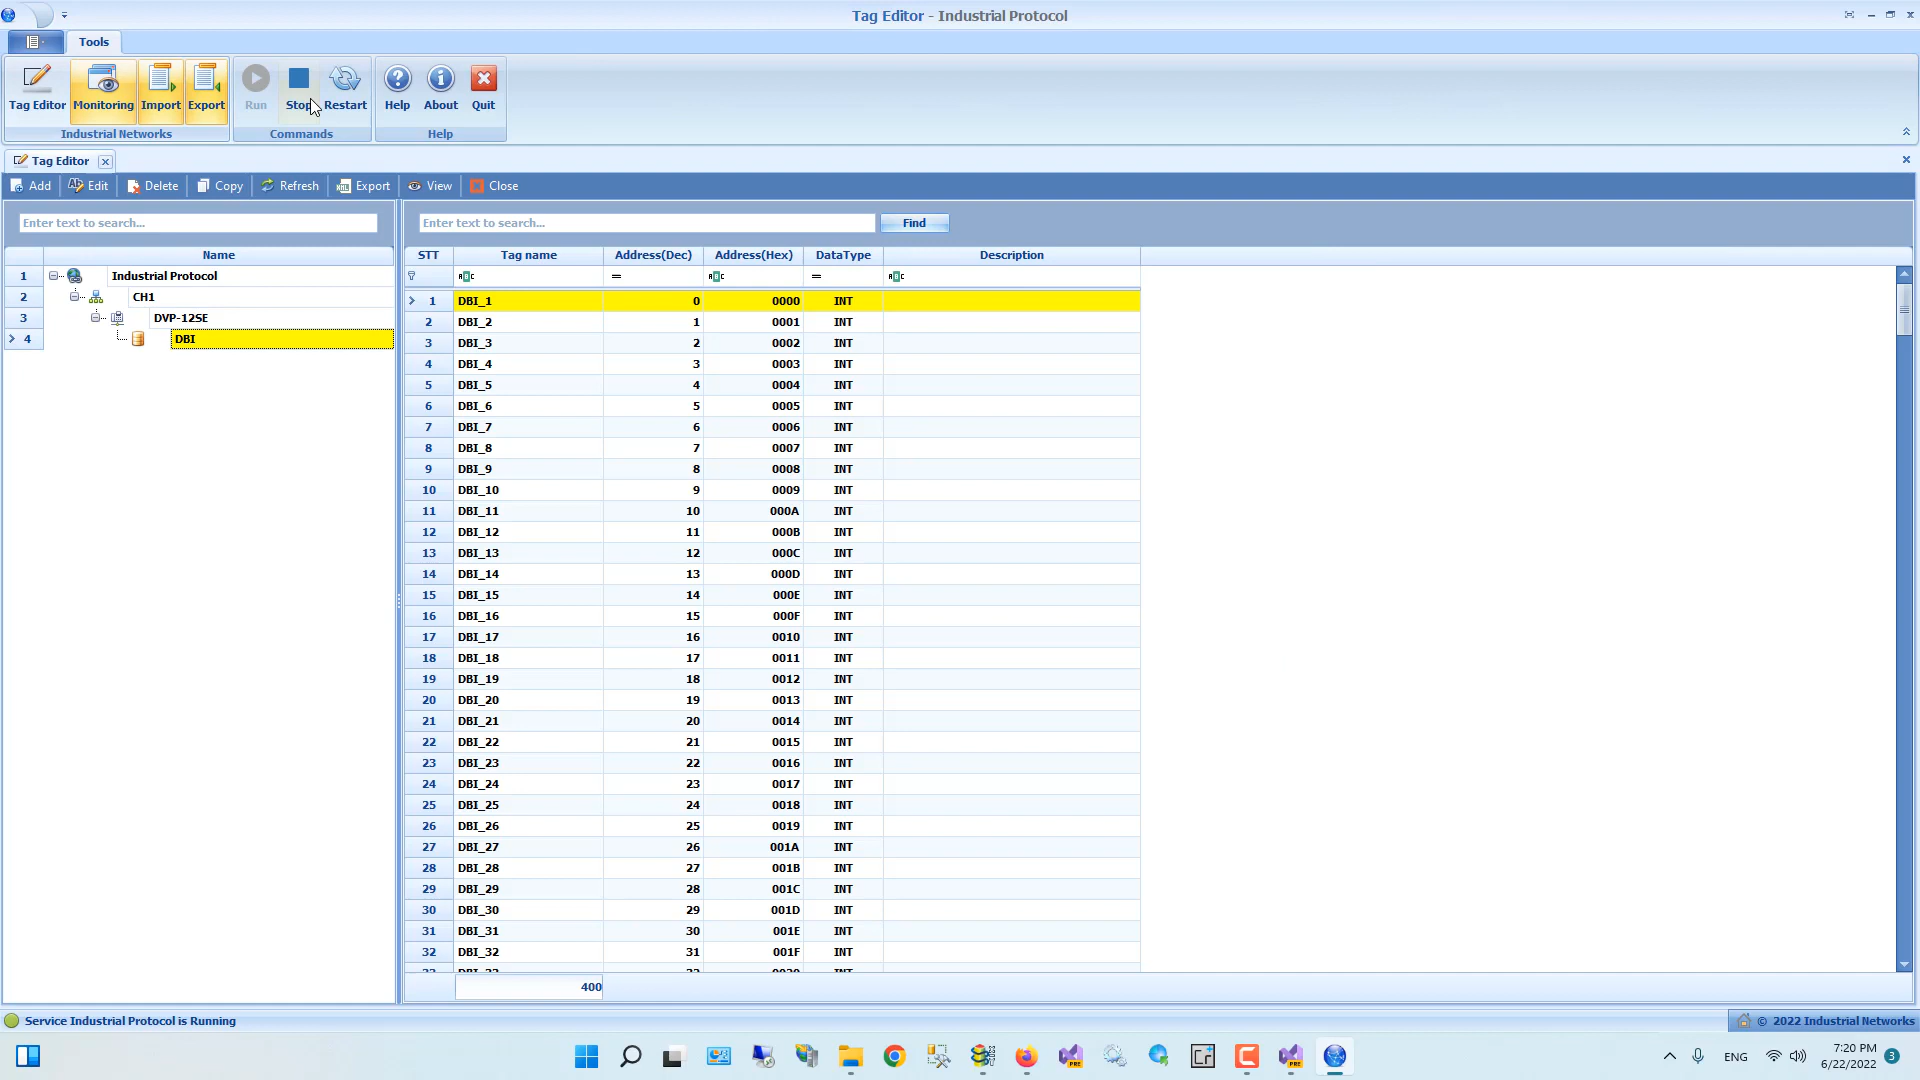 Tag Editor - Industrial Protocol
Tools
Tag Editor Monitoring Import Export Run Stop Restart Help About Quit
Industrial Networks Commands Help
Tag Editor
Add Edit Delete Copy Refresh Export View Close
Enter text to search... Enter text to search... Find
Name STT Tag name Address(Dec) Address(Hex) DataType Description
1 Industrial Protocol
2 CH1
3 DVP-12SE
4 DBI
1 DBI_1 0 0000 INT
2 DBI_2 1 0001 INT
3 DBI_3 2 0002 INT
4 DBI_4 3 0003 INT
5 DBI_5 4 0004 INT
6 DBI_6 5 0005 INT
7 DBI_7 6 0006 INT
8 DBI_8 7 0007 INT
9 DBI_9 8 0008 INT
10 DBI_10 9 0009 INT
11 DBI_11 10 000A INT
12 DBI_12 11 000B INT
13 DBI_13 12 000C INT
14 DBI_14 13 000D INT
15 DBI_15 14 000E INT
16 DBI_16 15 000F INT
17 DBI_17 16 0010 INT
18 DBI_18 17 0011 INT
19 DBI_19 18 0012 INT
20 DBI_20 19 0013 INT
21 DBI_21 20 0014 INT
22 DBI_22 21 0015 INT
23 DBI_23 22 0016 INT
24 DBI_24 23 0017 INT
25 DBI_25 24 0018 INT
26 DBI_26 25 0019 INT
27 DBI_27 26 001A INT
28 DBI_28 27 001B INT
29 DBI_29 28 001C INT
30 DBI_30 29 001D INT
31 DBI_31 30 001E INT
32 DBI_32 31 001F INT
400
Service Industrial Protocol is Running © 2022 Industrial Networks
ENG 7:20 PM 3
6/22/2022